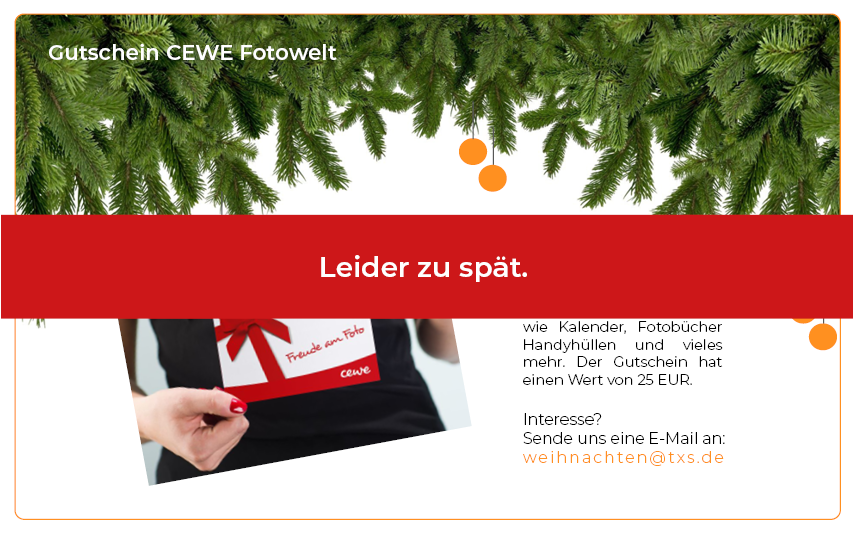 Gutschein CEWE Fotowelt
Leider zu spät.
Freude am Foto
cewe
wie Kalender, Fotobücher
Handyhüllen und vieles
mehr. Der Gutschein hat
einen Wert von 25 EUR.
Interesse?
Sende uns eine E-Mail an:
weihnachten@txs.de